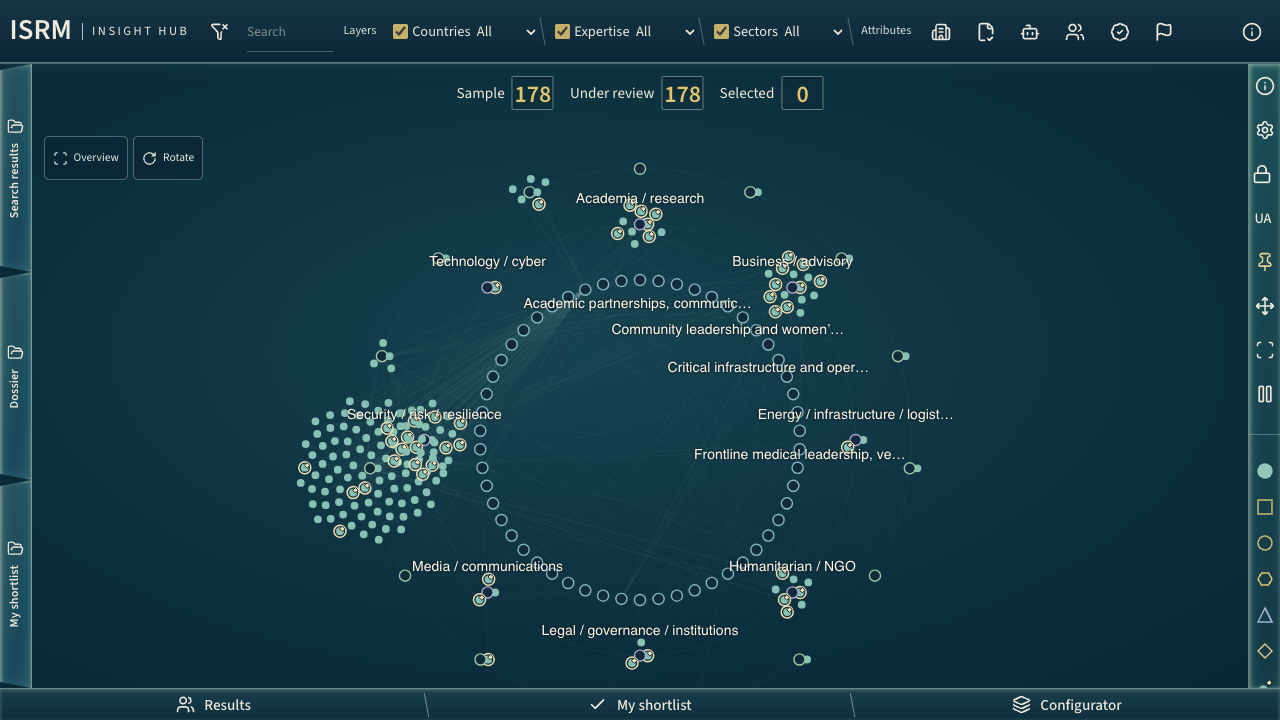 ISRM | INSIGHT HUB
Search
Layers
Countries All
Expertise All
Sectors All
Attributes
Sample 178 Under review 178 Selected 0
Overview
Rotate
Search results
Dossier
My shortlist
UA
Academia / research
Technology / cyber
Business / advisory
Academic partnerships, communic…
Community leadership and women'…
Critical infrastructure and oper…
Security / risk / resilience
Energy / infrastructure / logist…
Frontline medical leadership, ve…
Media / communications
Humanitarian / NGO
Legal / governance / institutions
Results
My shortlist
Configurator